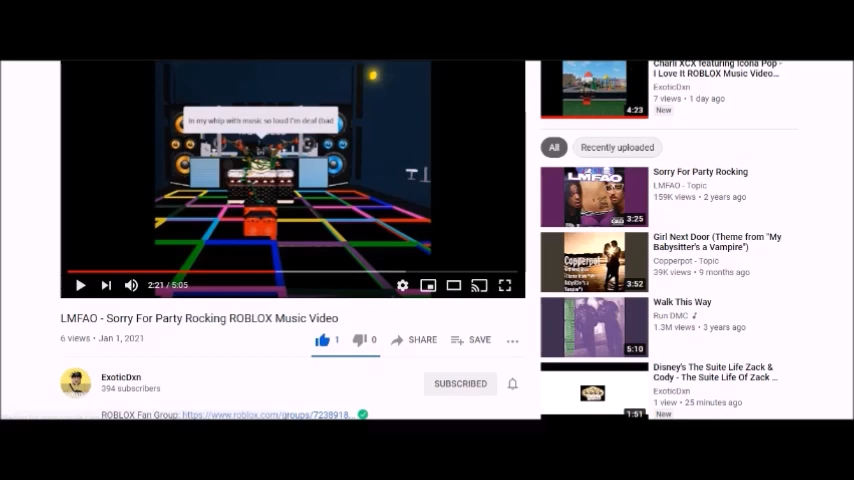 In my whip with music so loud I'm deaf (bad
2:21 / 5:05
LMFAO - Sorry For Party Rocking ROBLOX Music Video
6 views • Jan 1, 2021
1
0
SHARE
SAVE
ExoticDxn
394 subscribers
SUBSCRIBED
ROBLOX Fan Group: https://www.roblox.com/groups/7238918...
Charli XCX featuring Icona Pop -
I Love It ROBLOX Music Video...
ExoticDxn
7 views • 1 day ago
New
4:23
All
Recently uploaded
Sorry For Party Rocking
LMFAO - Topic
159K views • 2 years ago
LMFAO
3:25
Girl Next Door (Theme from "My
Babysitter's a Vampire")
Copperpot - Topic
39K views • 9 months ago
Copperpot
3:52
Walk This Way
Run DMC ♪
1.3M views • 3 years ago
5:10
Disney's The Suite Life Zack &
Cody - The Suite Life Of Zack ...
ExoticDxn
1 view • 25 minutes ago
New
1:51